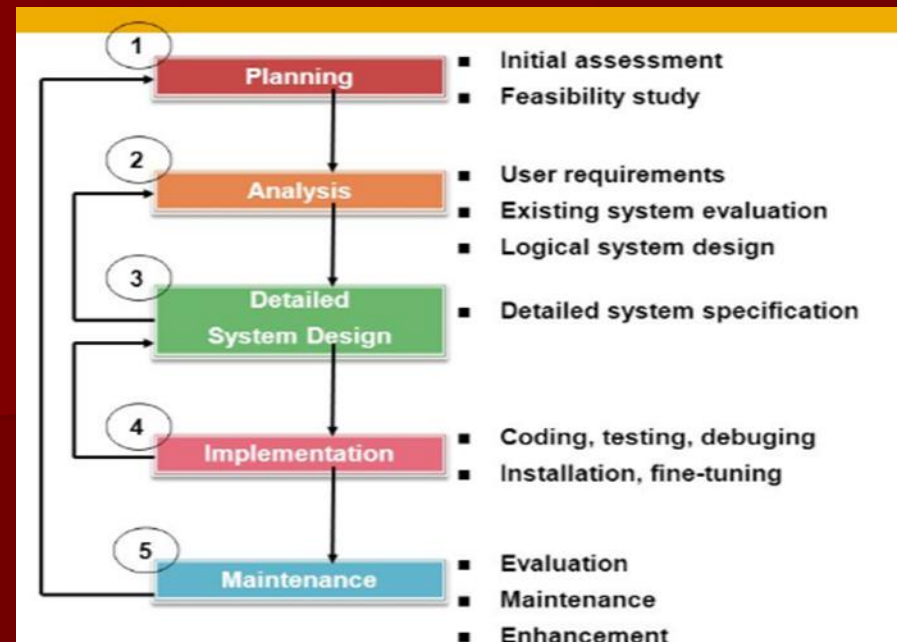 1
Planning
Initial assessment
Feasibility study
2
Analysis
User requirements
Existing system evaluation
Logical system design
3
Detailed
System Design
Detailed system specification
4
Implementation
Coding, testing, debuging
Installation, fine-tuning
5
Maintenance
Evaluation
Maintenance
Enhancement